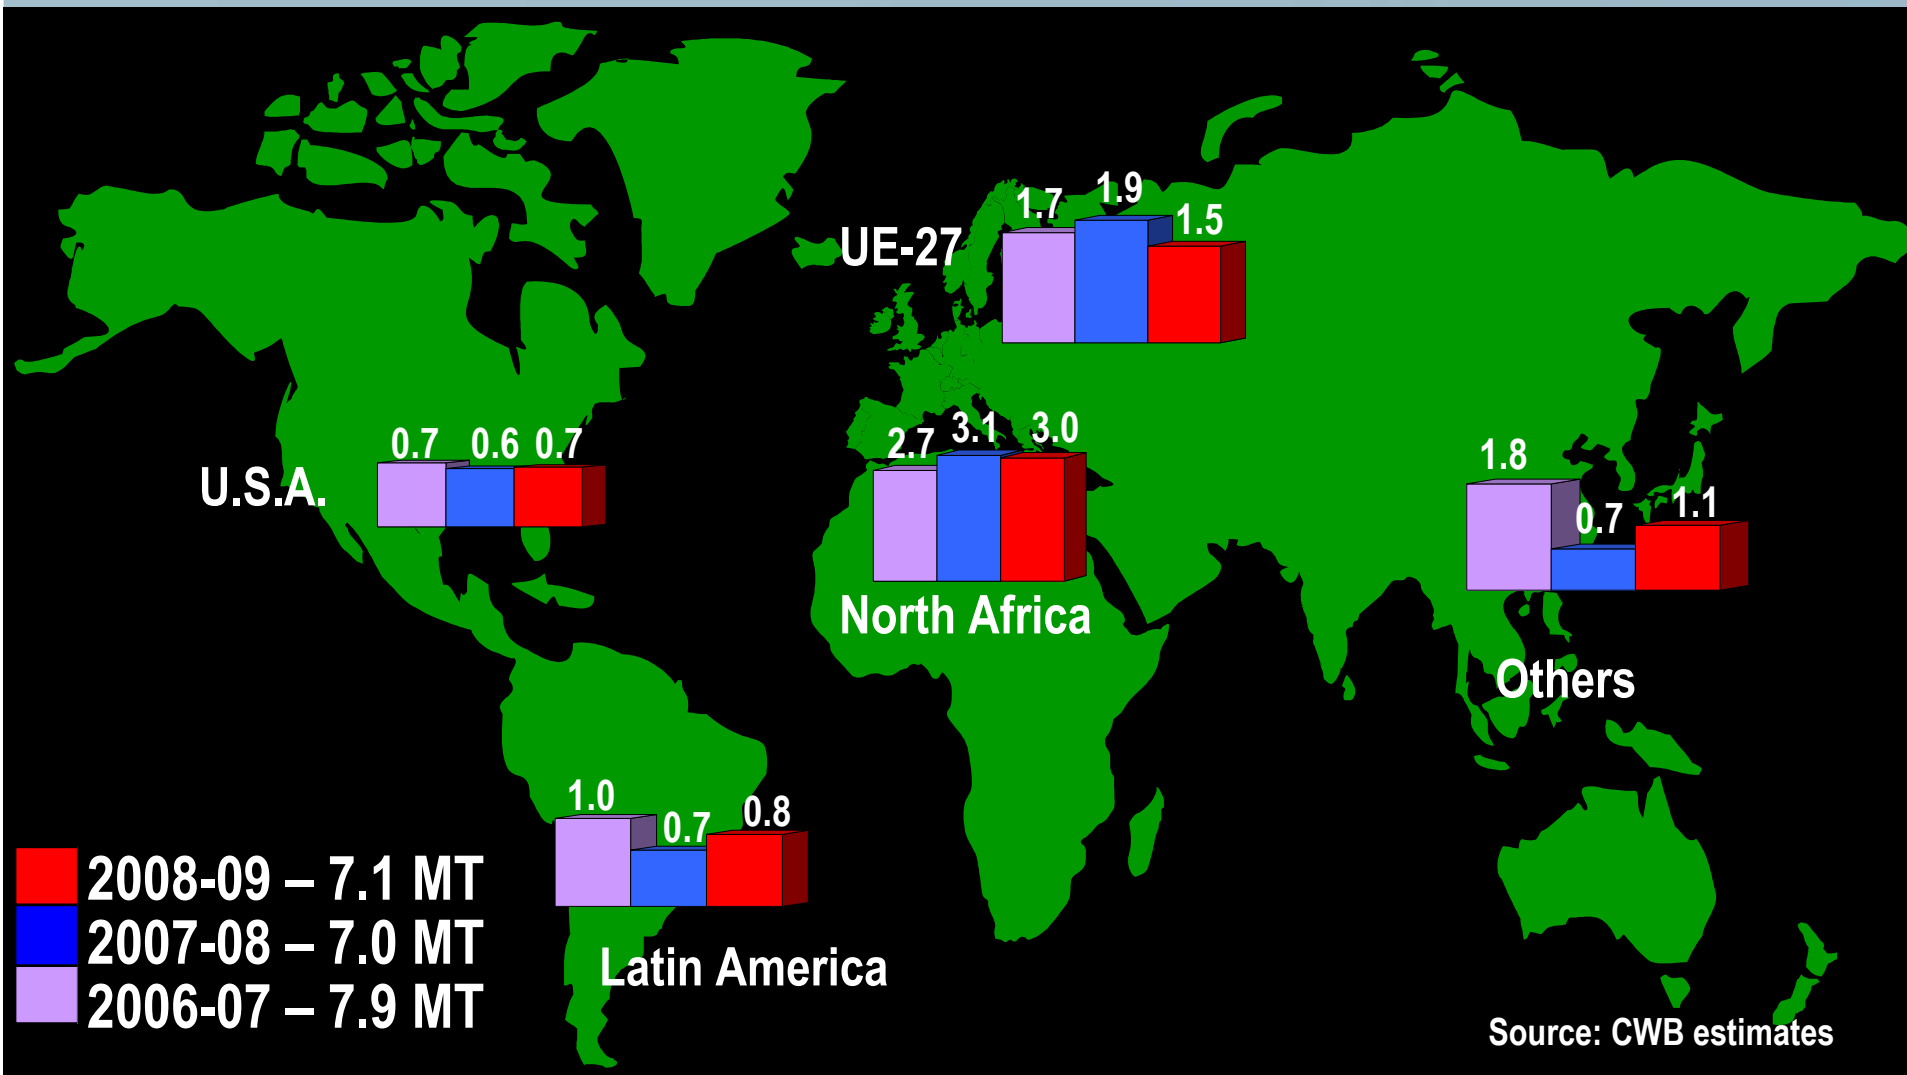 1.7
1.9
1.5
UE-27
0.7
0.6
0.7
U.S.A.
2.7
3.1
3.0
North Africa
1.8
0.7
1.1
Others
1.0
0.7
0.8
Latin America
2008-09 – 7.1 MT
2007-08 – 7.0 MT
2006-07 – 7.9 MT
Source: CWB estimates